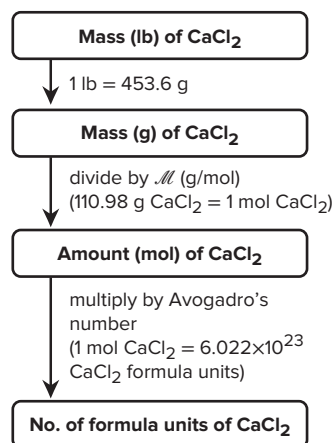 Mass (lb) of CaCl₂
1 lb = 453.6 g
Mass (g) of CaCl₂
divide by ℳ (g/mol)
(110.98 g CaCl₂ = 1 mol CaCl₂)
Amount (mol) of CaCl₂
multiply by Avogadro’s
number
(1 mol CaCl₂ = 6.022×10²³
CaCl₂ formula units)
No. of formula units of CaCl₂